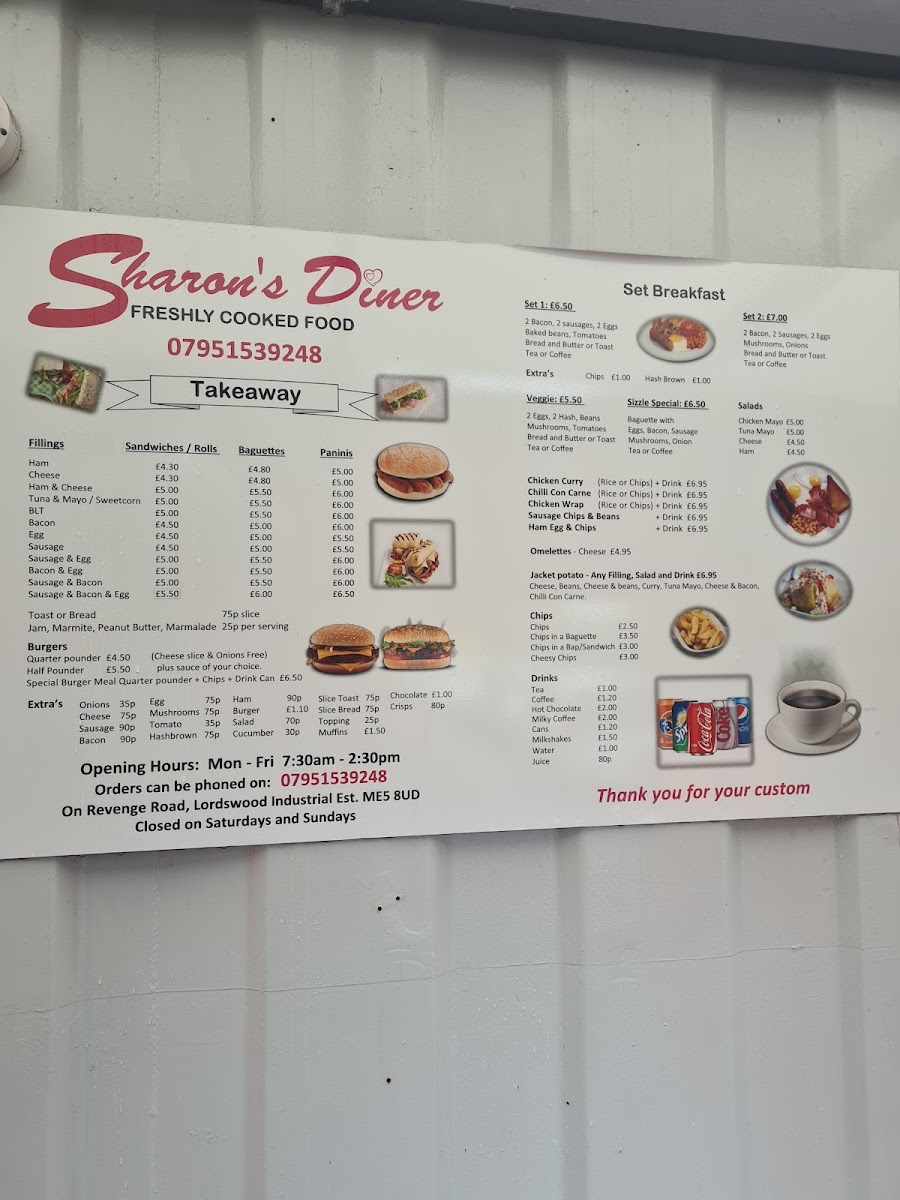 Sharon's Diner
FRESHLY COOKED FOOD
07951539248
Takeaway
Fillings Sandwiches / Rolls Baguettes Paninis
Ham £4.30 £4.80 £5.00
Cheese £4.30 £4.80 £5.00
Ham & Cheese £5.00 £5.50 £6.00
Tuna & Mayo / Sweetcorn £5.00 £5.50 £6.00
BLT £5.00 £5.50 £6.00
Bacon £4.50 £5.00 £5.50
Egg £4.50 £5.00 £5.50
Sausage £4.50 £5.00 £5.50
Sausage & Egg £5.00 £5.50 £6.00
Bacon & Egg £5.00 £5.50 £6.00
Sausage & Bacon £5.00 £5.50 £6.00
Sausage & Bacon & Egg £5.50 £6.00 £6.50
Toast or Bread 75p slice
Jam, Marmite, Peanut Butter, Marmalade 25p per serving
Burgers
Quarter pounder £4.50 (Cheese slice & Onions Free)
Half Pounder £5.50 plus sauce of your choice.
Special Burger Meal Quarter pounder + Chips + Drink Can £6.50
Extra's Onions 35p Egg 75p Ham 90p Slice Toast 75p Chocolate £1.00
Cheese 75p Mushrooms 75p Burger £1.10 Slice Bread 75p Crisps 80p
Sausage 90p Tomato 35p Salad 70p Topping 25p
Bacon 90p Hashbrown 75p Cucumber 30p Muffins £1.50
Opening Hours: Mon - Fri 7:30am - 2:30pm
Orders can be phoned on: 07951539248
On Revenge Road, Lordswood Industrial Est. ME5 8UD
Closed on Saturdays and Sundays
Set Breakfast
Set 1: £6.50
2 Bacon, 2 sausages, 2 Eggs
Baked beans, Tomatoes
Bread and Butter or Toast
Tea or Coffee
Set 2: £7.00
2 Bacon, 2 Sausages, 2 Eggs
Mushrooms, Onions
Bread and Butter or Toast
Tea or Coffee
Extra's Chips £1.00 Hash Brown £1.00
Veggie: £5.50
2 Eggs, 2 Hash, Beans
Mushrooms, Tomatoes
Bread and Butter or Toast
Tea or Coffee
Sizzle Special: £6.50
Baguette with
Eggs, Bacon, Sausage
Mushrooms, Onion
Tea or Coffee
Salads
Chicken Mayo £5.00
Tuna Mayo £5.00
Cheese £4.50
Ham £4.50
Chicken Curry (Rice or Chips) + Drink £6.95
Chilli Con Carne (Rice or Chips) + Drink £6.95
Chicken Wrap (Rice or Chips) + Drink £6.95
Sausage Chips & Beans + Drink £6.95
Ham Egg & Chips + Drink £6.95
Omelettes - Cheese £4.95
Jacket potato - Any Filling, Salad and Drink £6.95
Cheese, Beans, Cheese & beans, Curry, Tuna Mayo, Cheese & Bacon,
Chilli Con Carne.
Chips
Chips £2.50
Chips in a Baguette £3.50
Chips in a Bap/Sandwich £3.00
Cheesy Chips £3.00
Drinks
Tea £1.00
Coffee £1.20
Hot Chocolate £2.00
Milky Coffee £2.00
Cans £1.20
Milkshakes £1.50
Water £1.00
Juice 80p
Coca-Cola
Coke
Thank you for your custom